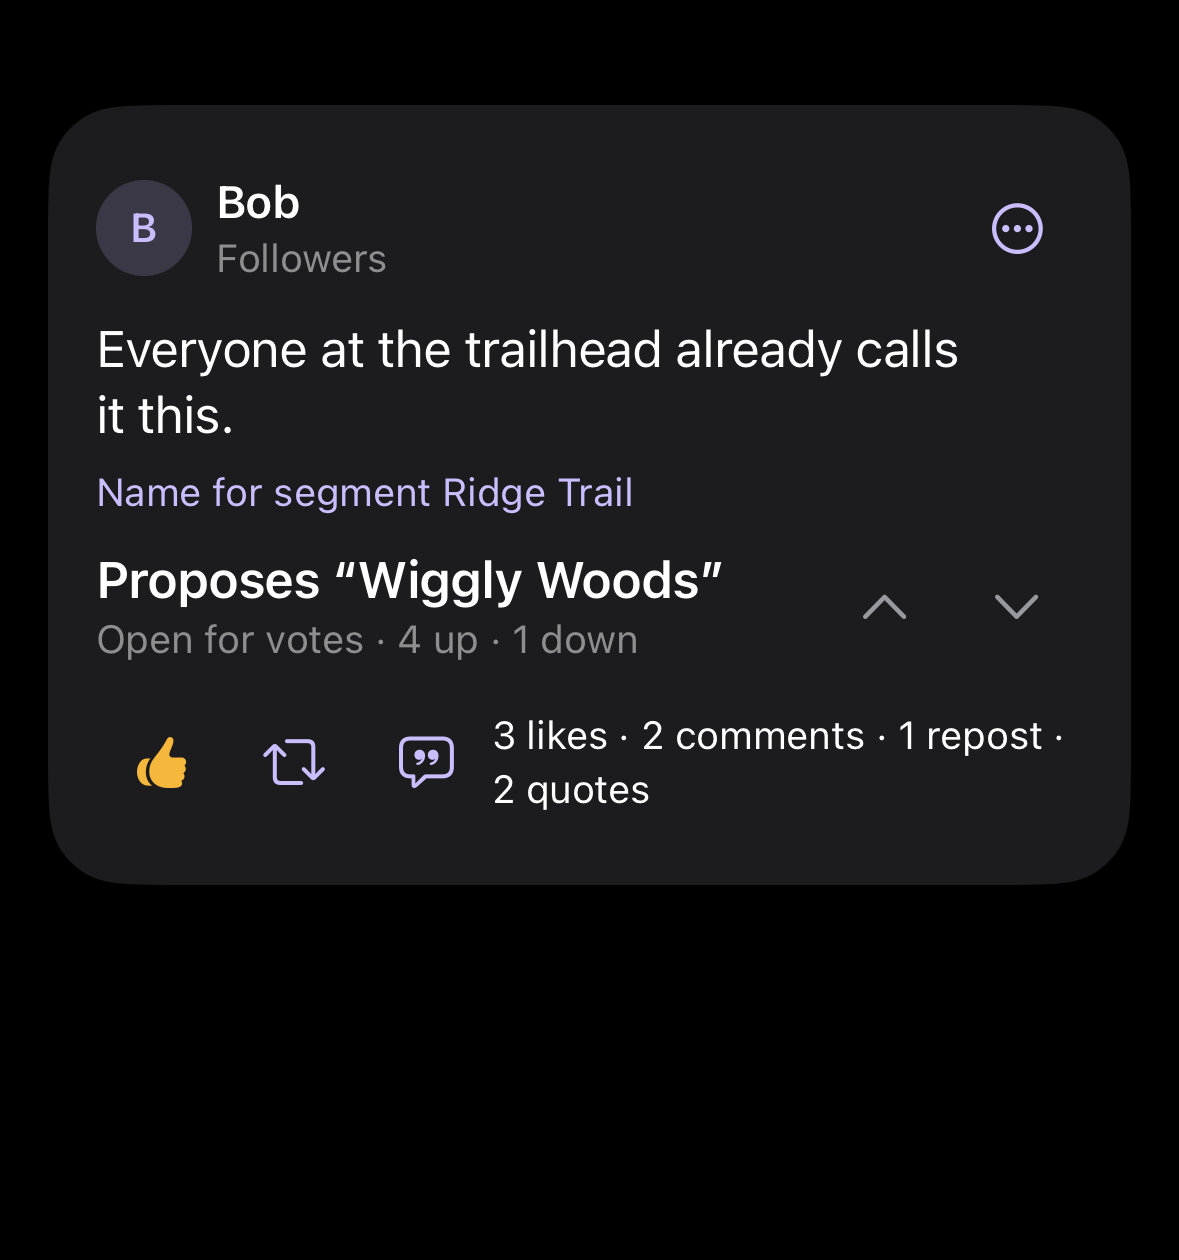 B
Bob
Followers
Everyone at the trailhead already calls
it this.
Name for segment Ridge Trail
Proposes “Wiggly Woods”
Open for votes · 4 up · 1 down
3 likes · 2 comments · 1 repost ·
2 quotes